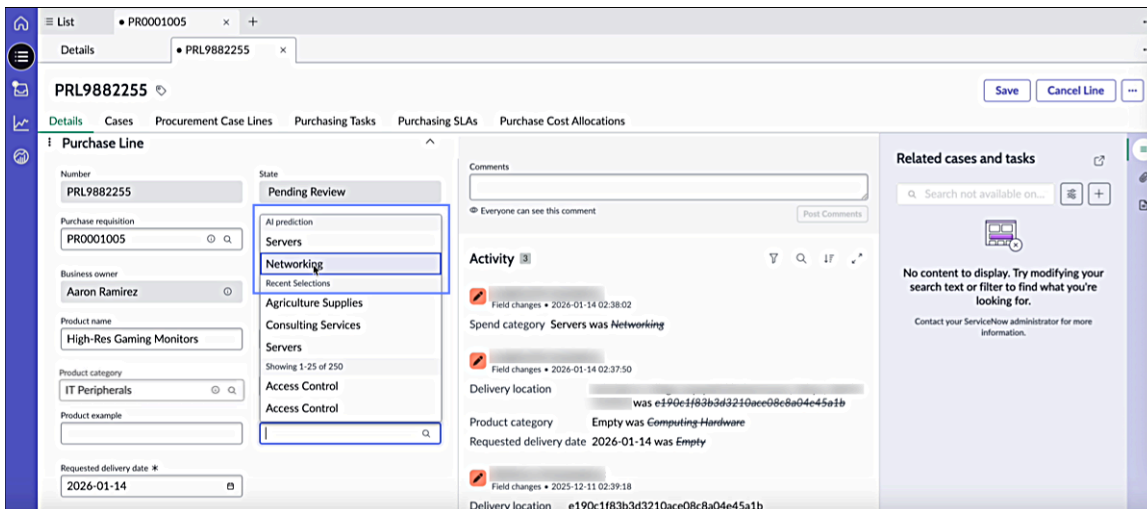 List
• PR0001005 × +
Details
• PRL9882255 ×
PRL9882255
Save
Cancel Line
...
Details
Cases
Procurement Case Lines
Purchasing Tasks
Purchasing SLAs
Purchase Cost Allocations
Purchase Line
Number
PRL9882255
Purchase requisition
PR0001005
Business owner
Aaron Ramirez
Product name
High-Res Gaming Monitors
Product category
IT Peripherals
Product example
Requested delivery date *
2026-01-14
State
Pending Review
AI prediction
Servers
Networking
Recent Selections
Agriculture Supplies
Consulting Services
Servers
Showing 1-25 of 250
Access Control
Access Control
Comments
Everyone can see this comment
Post Comments
Activity 3
Field changes • 2026-01-14 02:38:02
Spend category Servers was Networking
Field changes • 2026-01-14 02:37:50
Delivery location
was e190c1f83b3d3210ace08c8a04e45a1b
Product category Empty was Computing Hardware
Requested delivery date 2026-01-14 was Empty
Field changes • 2025-12-11 02:39:18
Delivery location e190c1f83b3d3210ace08c8a04e45a1b
Related cases and tasks
Search not available on...
No content to display. Try modifying your
search text or filter to find what you're
looking for.
Contact your ServiceNow administrator for more
information.